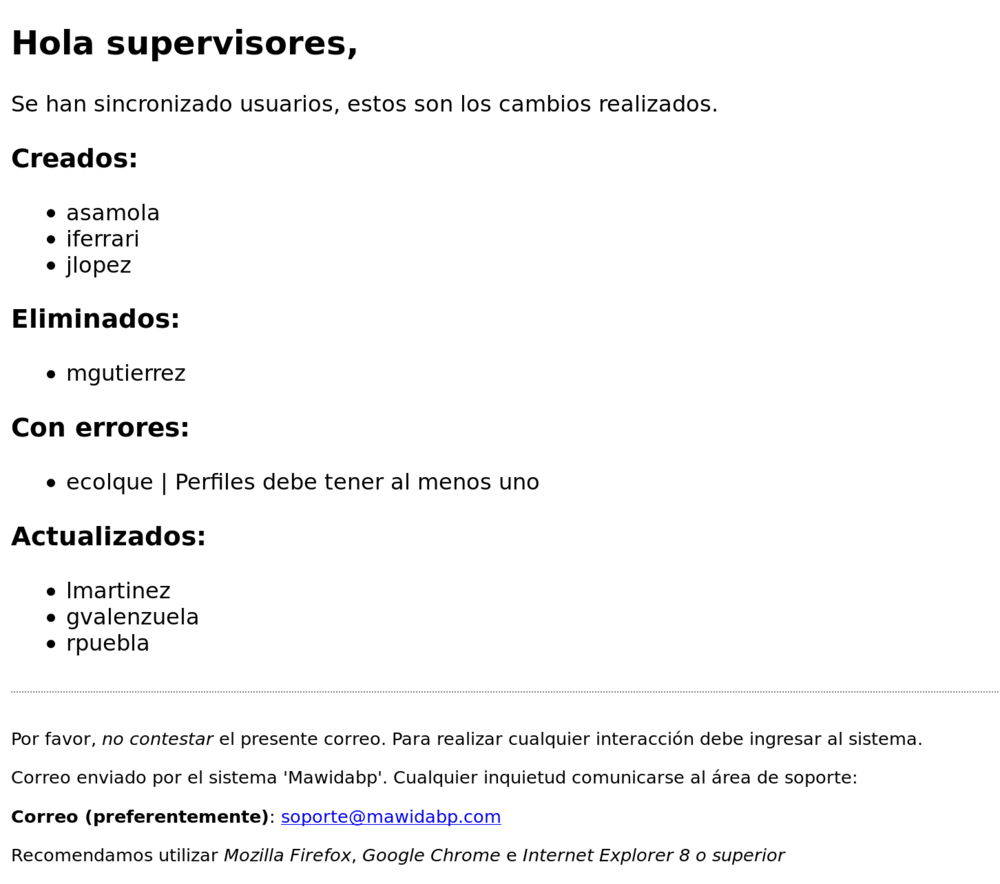 Hola supervisores,
Se han sincronizado usuarios, estos son los cambios realizados.
Creados:
• asamola
• iferrari
• jlopez
Eliminados:
• mgutierrez
Con errores:
• ecolque | Perfiles debe tener al menos uno
Actualizados:
• lmartinez
• gvalenzuela
• rpuebla
Por favor, no contestar el presente correo. Para realizar cualquier interacción debe ingresar al sistema.
Correo enviado por el sistema 'Mawidabp'. Cualquier inquietud comunicarse al área de soporte:
Correo (preferentemente): soporte@mawidabp.com
Recomendamos utilizar Mozilla Firefox, Google Chrome e Internet Explorer 8 o superior